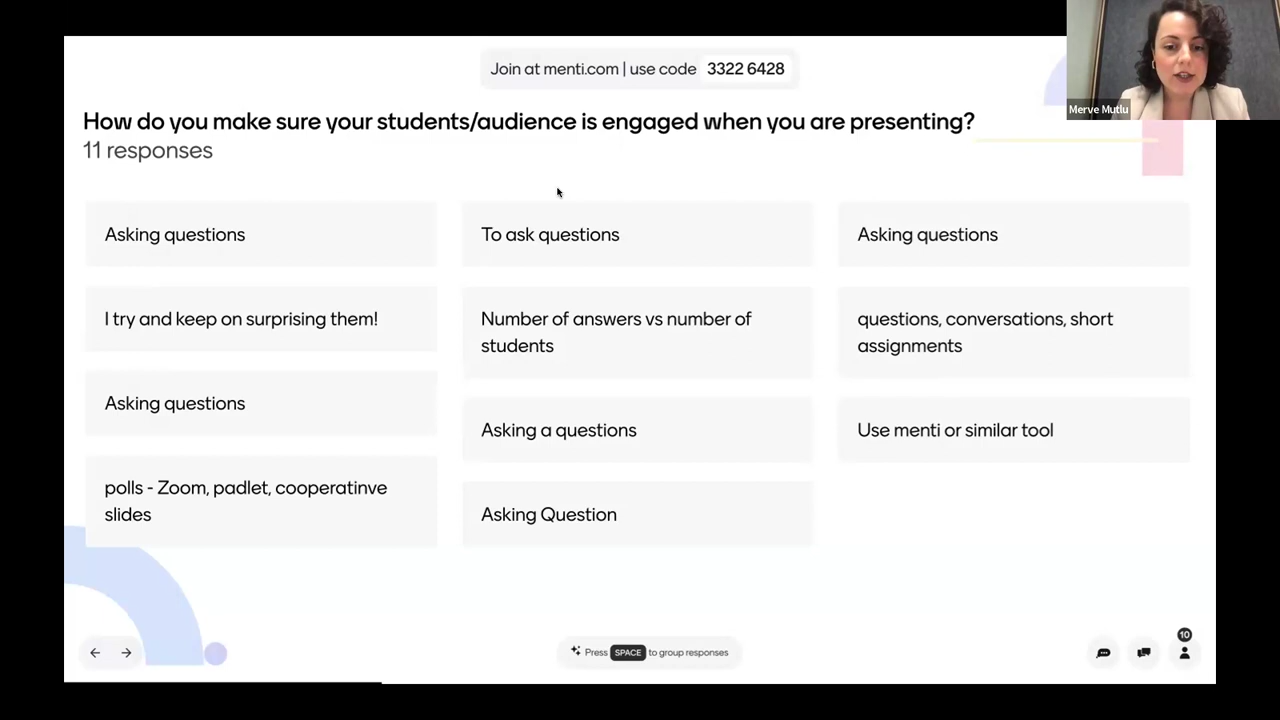 Join at menti.com | use code 3322 6428
Merve Mutlu
How do you make sure your students/audience is engaged when you are presenting?
11 responses
Asking questions
I try and keep on surprising them!
Asking questions
polls - Zoom, padlet, cooperatinve
slides
To ask questions
Number of answers vs number of
students
Asking a questions
Asking Question
Asking questions
questions, conversations, short
assignments
Use menti or similar tool
Press SPACE to group responses
10